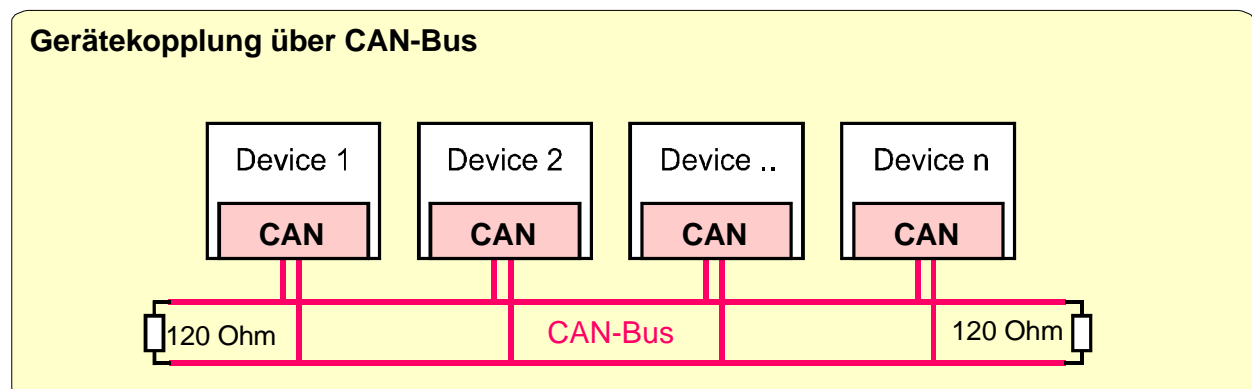 Gerätekopplung über CAN-Bus
Device 1
Device 2
Device ..
Device n
CAN
CAN
CAN
CAN
120 Ohm
CAN-Bus
120 Ohm